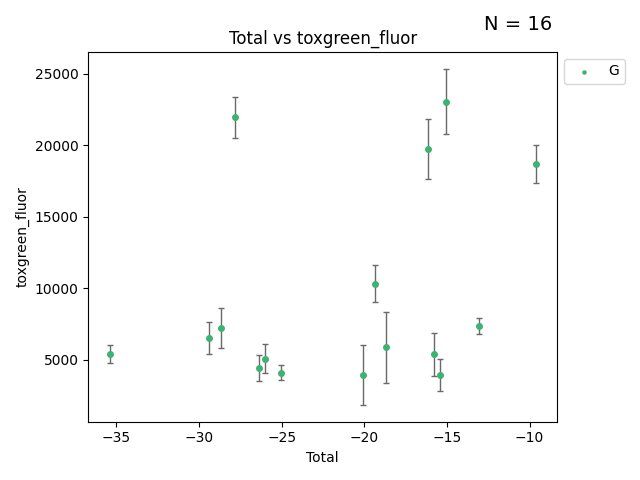 N = 16
Total vs toxgreen_fluor
G
25000
20000
15000
10000
5000
toxgreen_fluor
−35
−30
−25
−20
−15
−10
Total